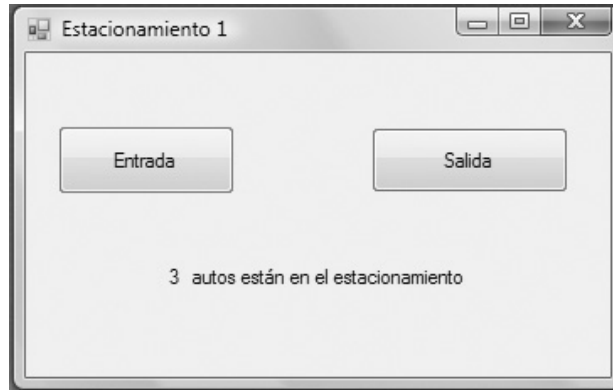 Estacionamiento 1
Entrada
Salida
3 autos están en el estacionamiento